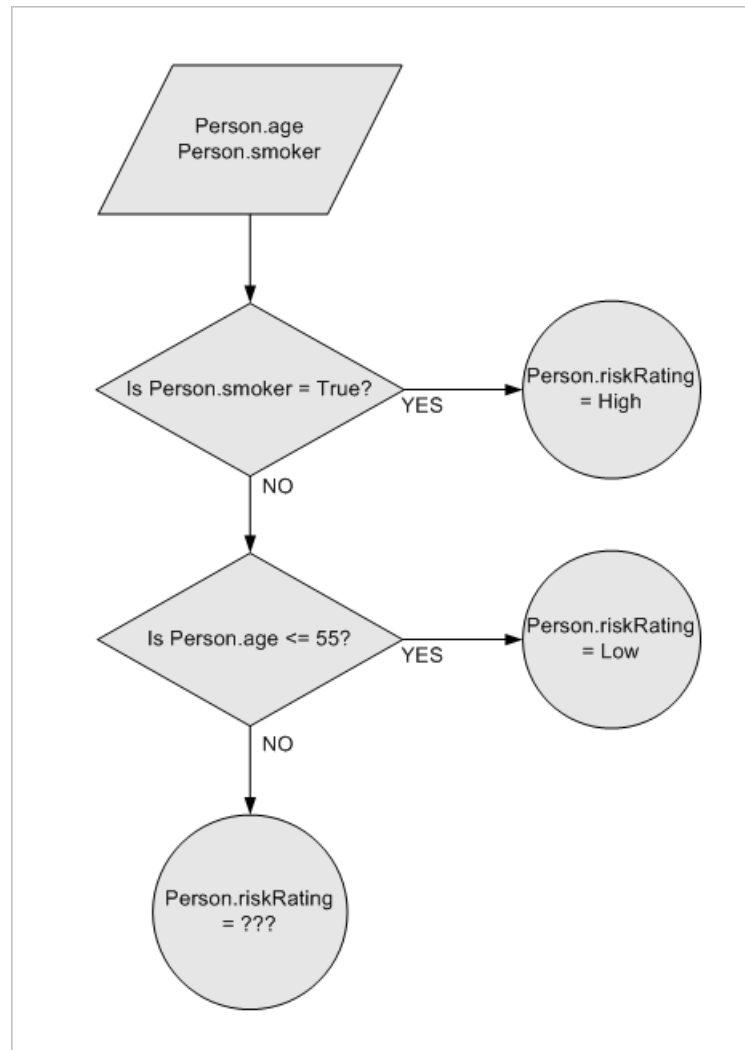 Person.age
Person.smoker
Is Person.smoker = True?
YES
Person.riskRating
= High
NO
Is Person.age <= 55?
YES
Person.riskRating
= Low
NO
Person.riskRating
= ???